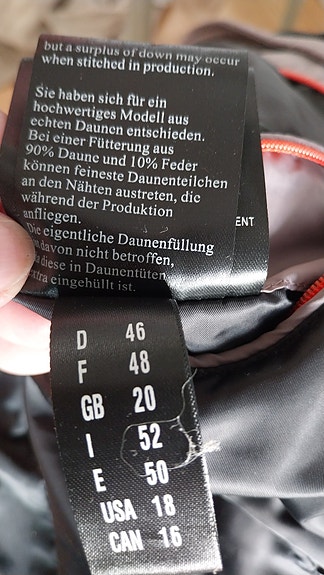 but a surplus of down may occur
when stitched in production.
Sie haben sich für ein
hochwertiges Modell aus
echten Daunen entschieden.
Bei einer Fütterung aus
90% Daune und 10% Feder
können feinste Daunenteilchen
an den Nähten austreten, die
während der Produktion
anfliegen.
ENT
Die eigentliche Daunenfüllung
davon nicht betroffen,
diese in Daunentüten
extra eingehüllt ist.
D 46
F 48
GB 20
I 52
E 50
USA 18
CAN 16